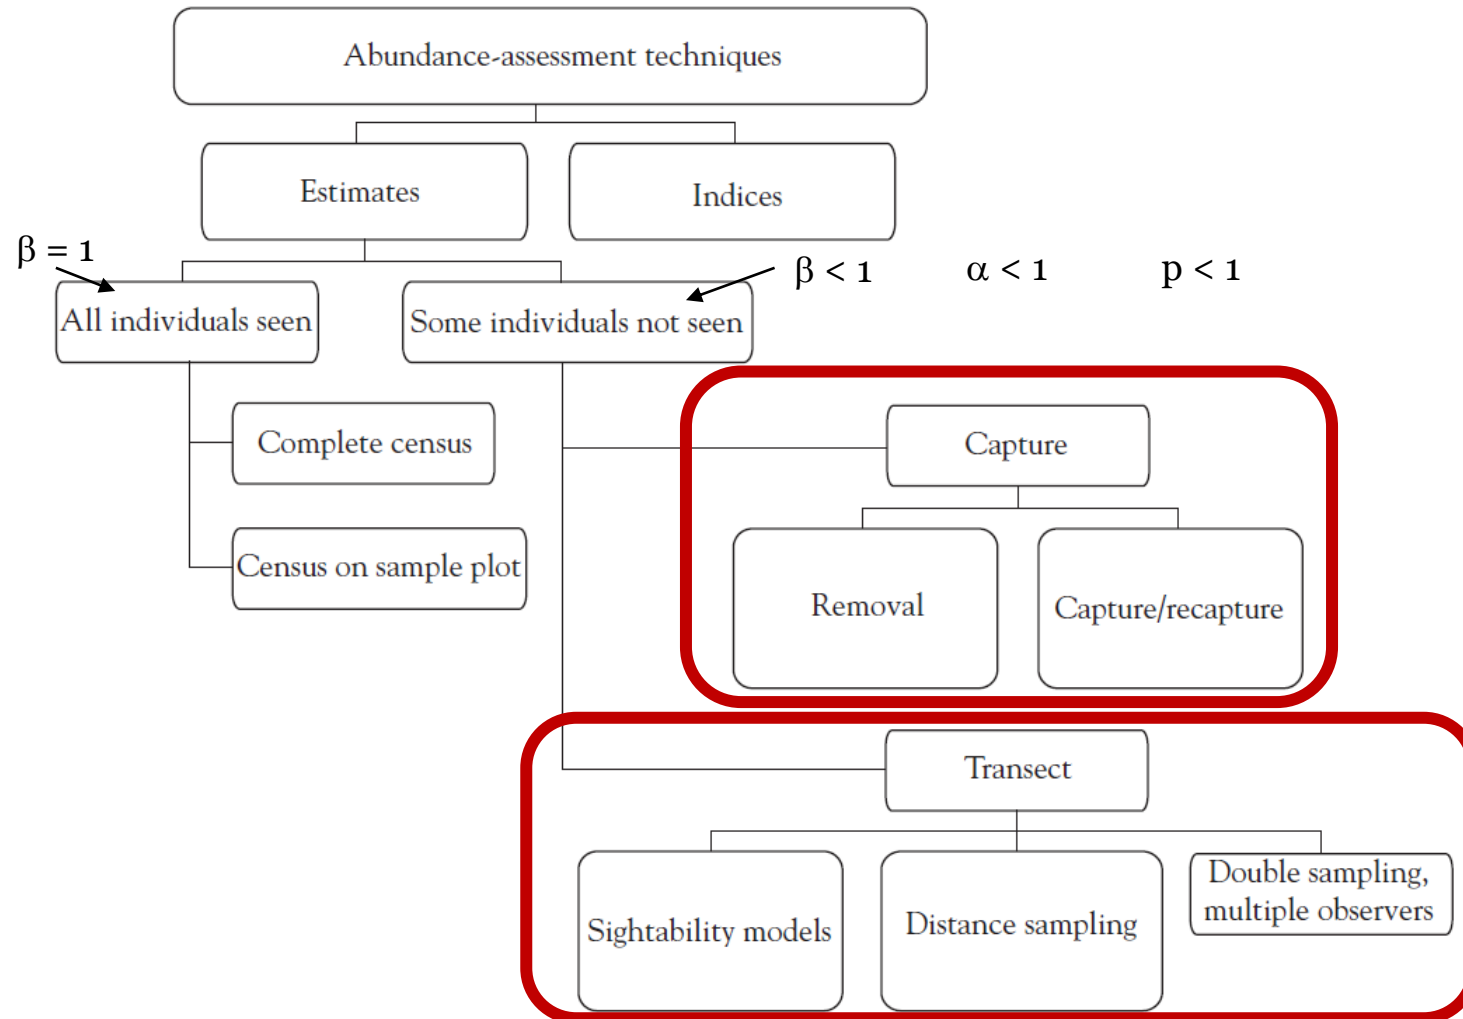 Abundance-assessment techniques
Estimates
Indices
β = 1
β < 1 α < 1 p < 1
All individuals seen
Some individuals not seen
Complete census
Capture
Census on sample plot
Removal
Capture/recapture
Transect
Sightability models
Distance sampling
Double sampling,
multiple observers